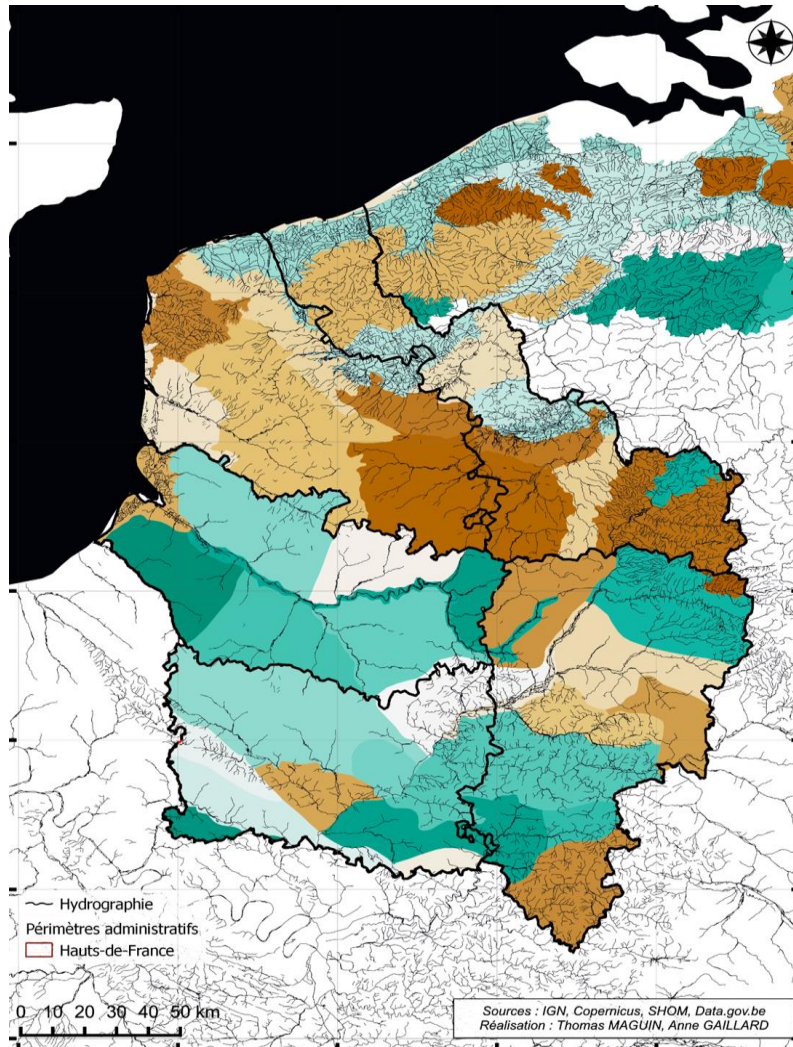 Hydrographie
Périmètres administratifs
Hauts-de-France
0 10 20 30 40 50 km
Sources : IGN, Copernicus, SHOM, Data.gov.be
Réalisation : Thomas MAGUIN, Anne GAILLARD